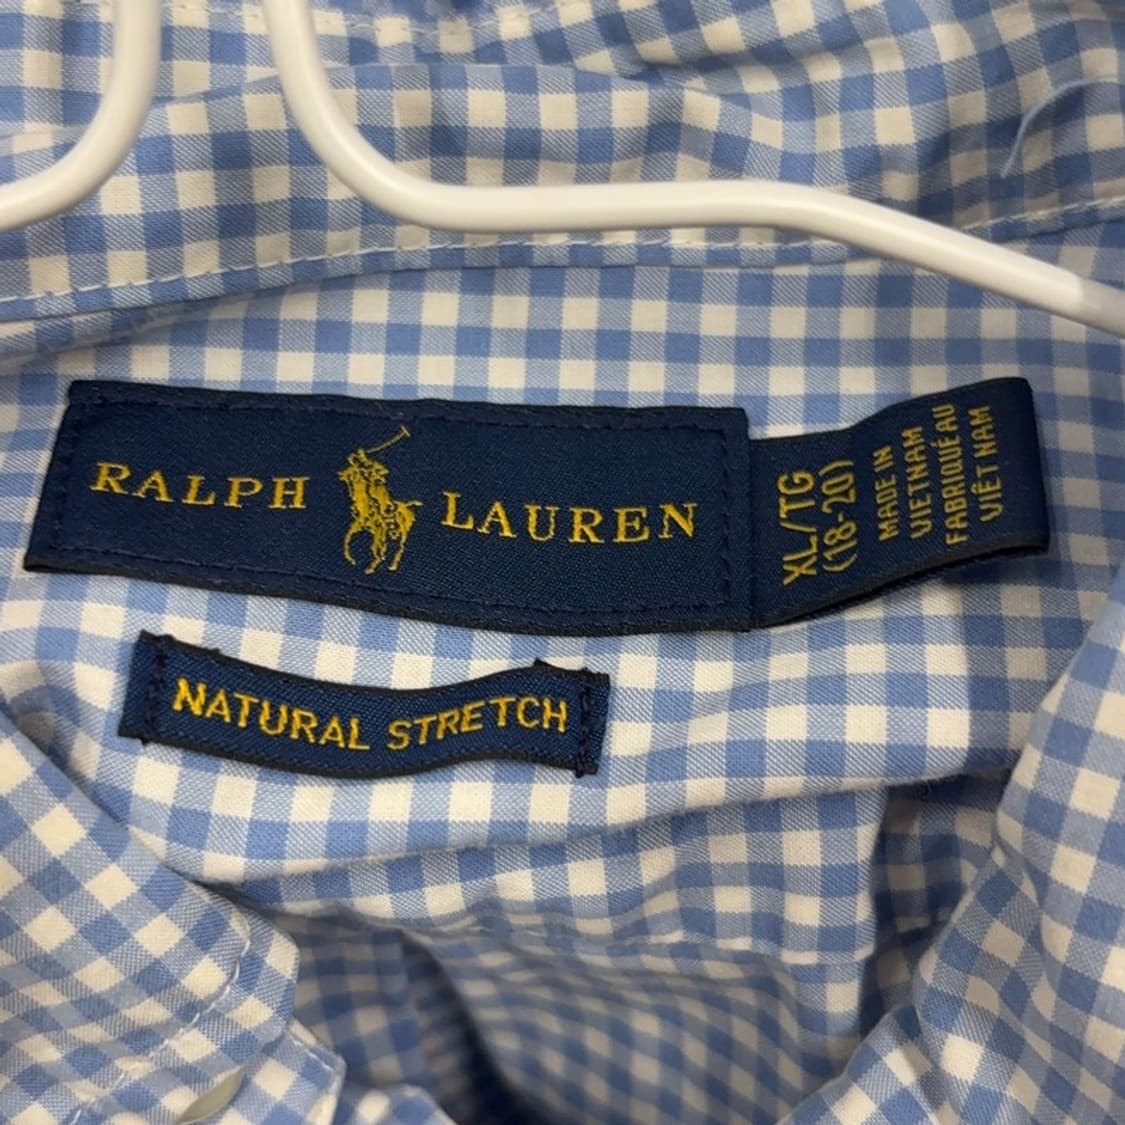 RALPH LAUREN
XL/TG
(18-20)
MADE IN
VIETNAM
FABRIQUÉ AU
VIÊT NAM
NATURAL STRETCH